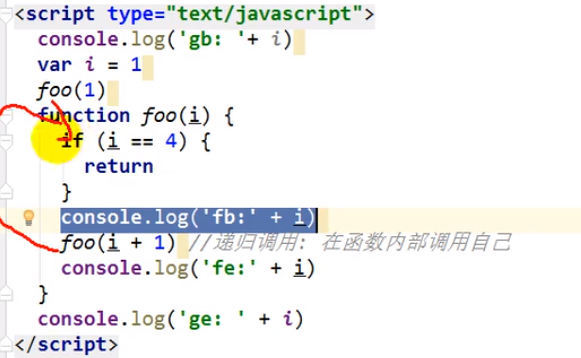 <script type="text/javascript">
console.log('gb: '+ i)
var i = 1
foo(1)
function foo(i) {
if (i == 4) {
return
}
console.log('fb:' + i)
foo(i + 1) //递归调用: 在函数内部调用自己
console.log('fe:' + i)
}
console.log('ge: ' + i)
</script>